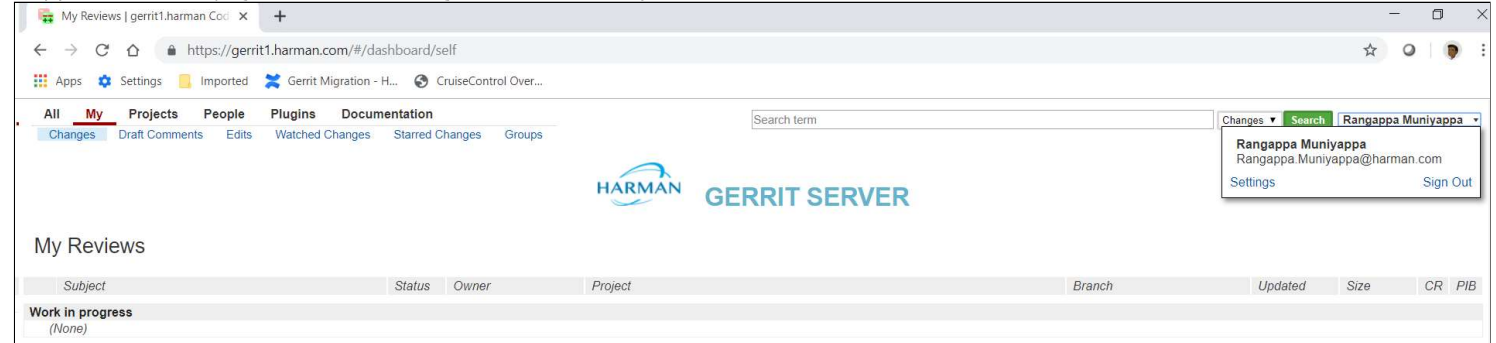 My Reviews | gerrit1.harman Cod
https://gerrit1.harman.com/#/dashboard/self
Apps Settings Imported Gerrit Migration - H... CruiseControl Over...
All My Projects People Plugins Documentation
Search term Changes Search Rangappa Muniyappa
Changes Draft Comments Edits Watched Changes Starred Changes Groups
Rangappa Muniyappa
Rangappa.Muniyappa@harman.com
Settings Sign Out
HARMAN GERRIT SERVER
My Reviews
Subject Status Owner Project Branch Updated Size CR PIB
Work in progress
(None)